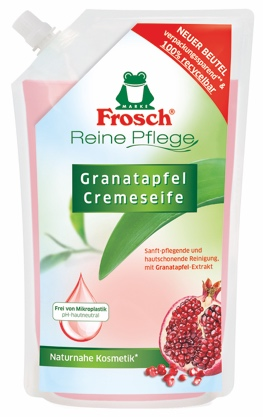 NEUER BEUTEL
verpackungssparend**&
100% recycelbar
MARKE
Frosch®
Reine Pflege
Granatapfel
Cremeseife
Sanft-pflegende und
hautschonende Reinigung,
mit Granatapfel-Extrakt
Frei von Mikroplastik
pH-hautneutral
Naturnahe Kosmetik*